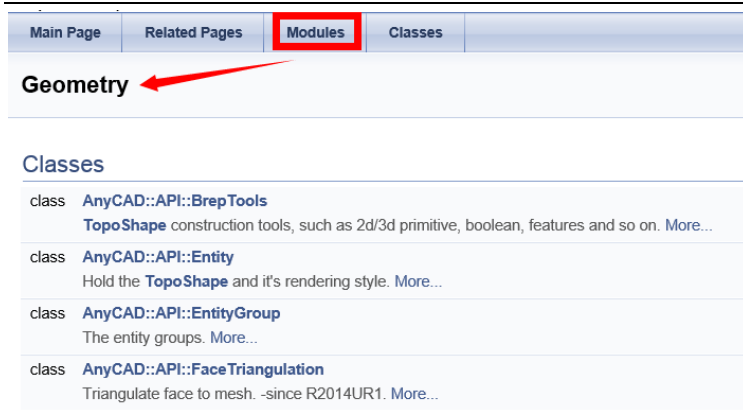 Main Page Related Pages Modules Classes
Geometry
Classes
class AnyCAD::API::BrepTools
TopoShape construction tools, such as 2d/3d primitive, boolean, features and so on. More...
class AnyCAD::API::Entity
Hold the TopoShape and it's rendering style. More...
class AnyCAD::API::EntityGroup
The entity groups. More...
class AnyCAD::API::FaceTriangulation
Triangulate face to mesh. -since R2014UR1. More...